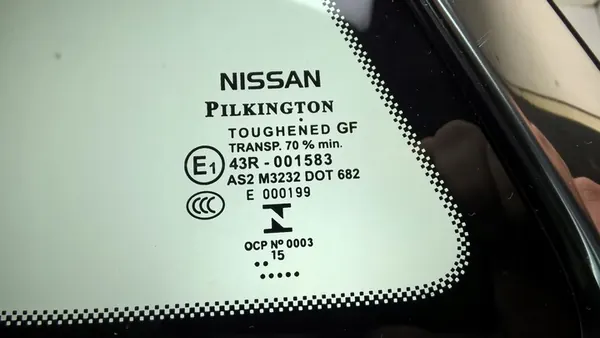 NISSAN
PILKINGTON
TOUGHENED GF
TRANSP. 70 % min.
E1 43R - 001583
AS2 M3232 DOT 682
E 000199
CCC
OCP Nº 0003
15